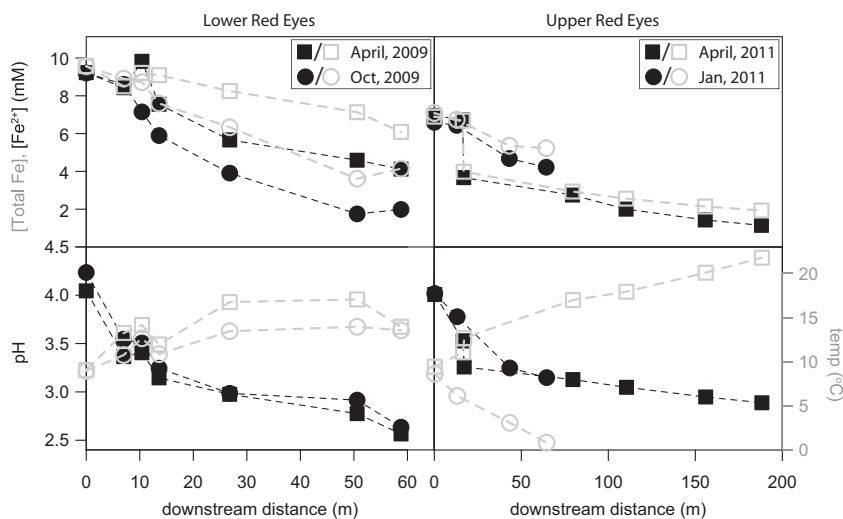 Lower Red Eyes
Upper Red Eyes
[Total Fe], [Fe²⁺] (mM)
10
8
6
4
2
4.5
/ April, 2009
/ Oct, 2009
/ April, 2011
/ Jan, 2011
pH
4.0
3.5
3.0
2.5
20
15
10
5
0
temp (°C)
0 10 20 30 40 50 60
0 50 100 150 200
downstream distance (m)
downstream distance (m)